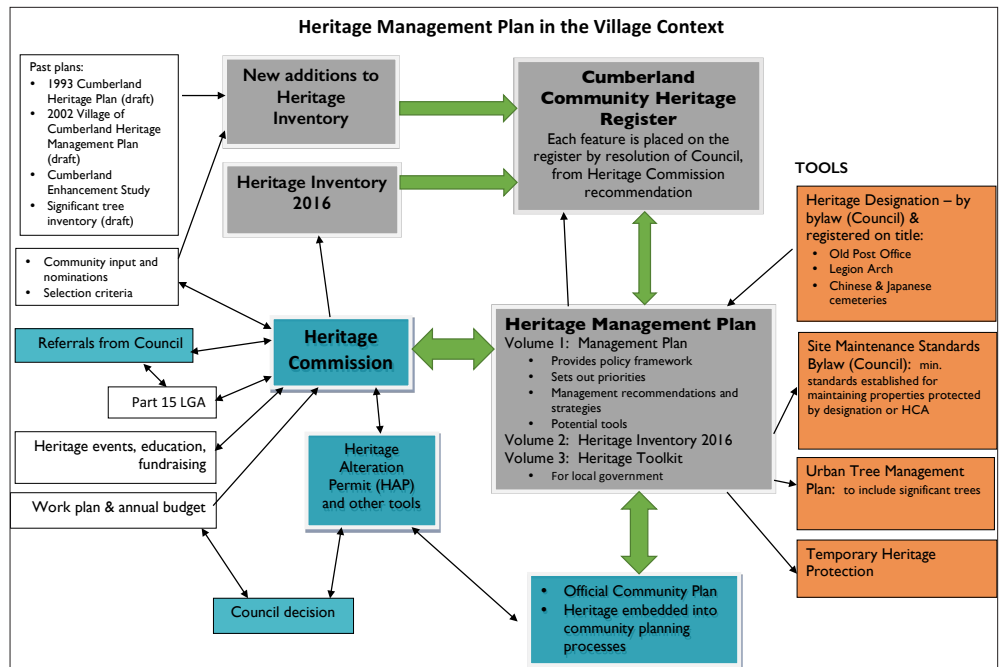 Heritage Management Plan in the Village Context
Past plans:
• 1993 Cumberland
Heritage Plan (draft)
• 2002 Village of
Cumberland Heritage
Management Plan
(draft)
• Cumberland
Enhancement Study
• Significant tree
inventory (draft)
New additions to
Heritage
Inventory
Cumberland
Community Heritage
Register
Each feature is placed on the
register by resolution of Council,
from Heritage Commission
recommendation
Heritage Inventory
2016
• Community input and
nominations
• Selection criteria
Referrals from Council
Part 15 LGA
Heritage events, education,
fundraising
Work plan & annual budget
Council decision
Heritage
Commission
Heritage
Alteration
Permit (HAP)
and other tools
Heritage Management Plan
Volume 1: Management Plan
• Provides policy framework
• Sets out priorities
• Management recommendations and
strategies
• Potential tools
Volume 2: Heritage Inventory 2016
Volume 3: Heritage Toolkit
• For local government
• Official Community Plan
• Heritage embedded into
community planning
processes
TOOLS
Heritage Designation – by
bylaw (Council) &
registered on title:
• Old Post Office
• Legion Arch
• Chinese & Japanese
cemeteries
Site Maintenance Standards
Bylaw (Council): min.
standards established for
maintaining properties protected
by designation or HCA
Urban Tree Management
Plan: to include significant trees
Temporary Heritage
Protection